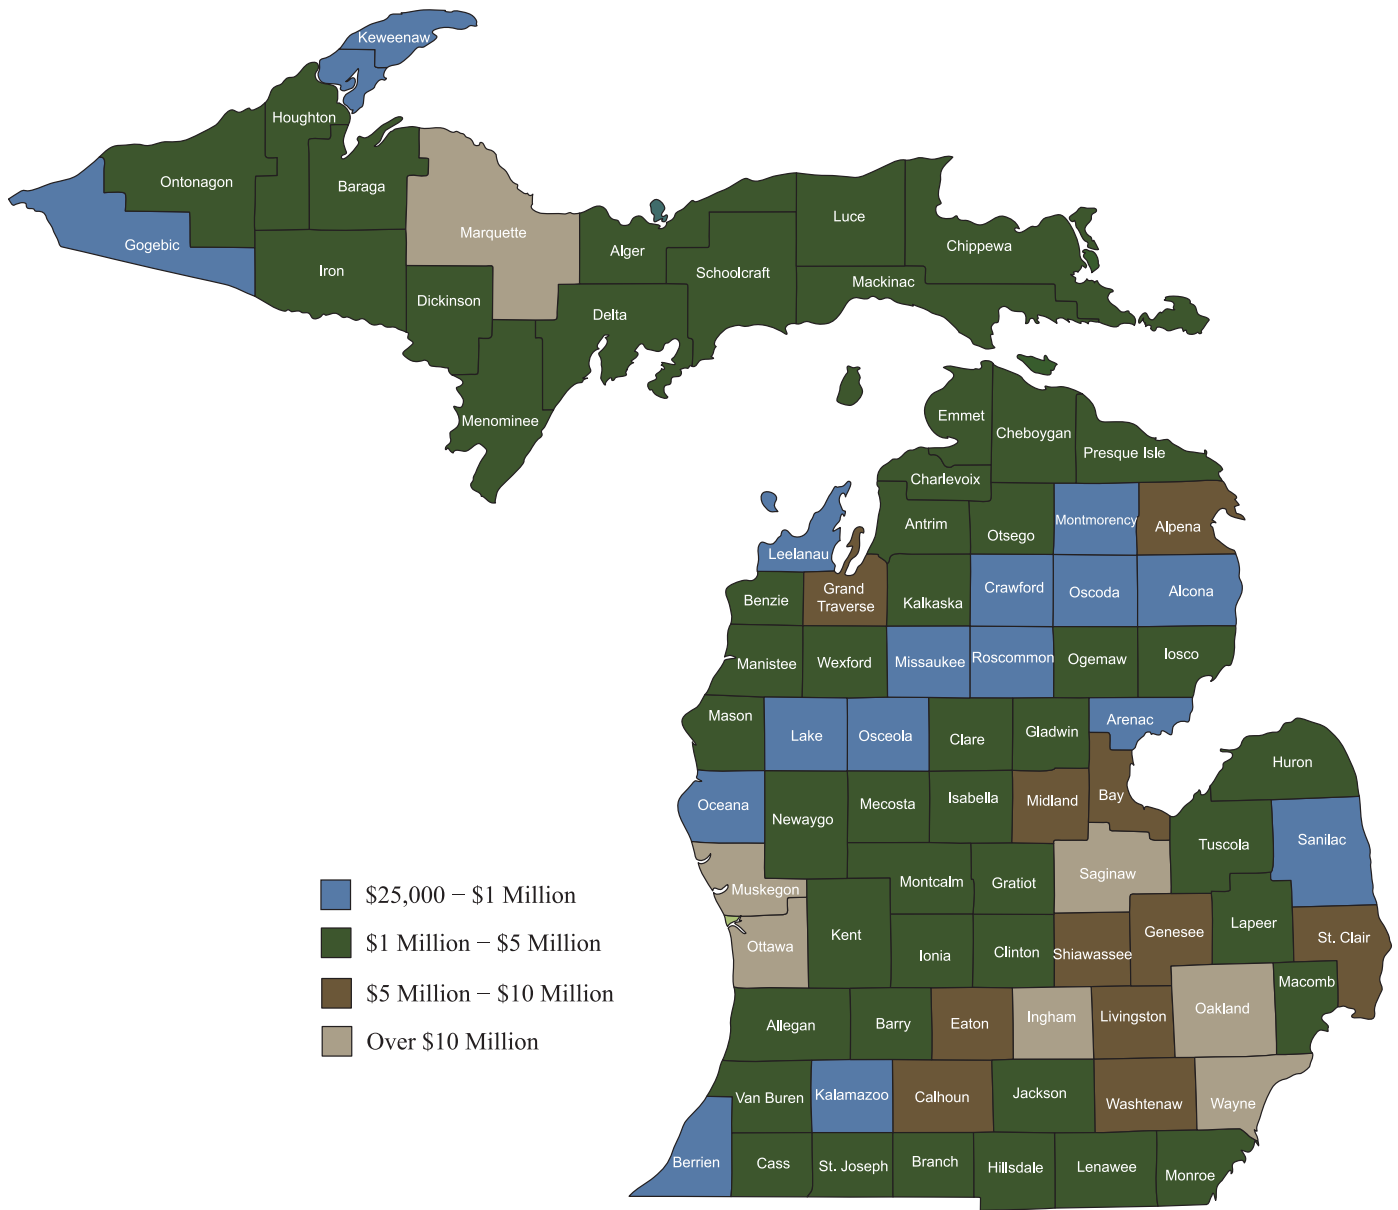 Keweenaw
Houghton
Ontonagon
Baraga
Gogebic
Marquette
Iron
Alger
Luce
Chippewa
Schoolcraft
Mackinac
Dickinson
Delta
Menominee
Emmet
Cheboygan
Presque Isle
Charlevoix
Antrim
Otsego
Montmorency
Alpena
Leelanau
Benzie
Grand
Traverse
Kalkaska
Crawford
Oscoda
Alcona
Manistee
Wexford
Missaukee
Roscommon
Ogemaw
Iosco
Mason
Lake
Osceola
Clare
Gladwin
Arenac
Huron
Oceana
Newaygo
Mecosta
Isabella
Midland
Bay
Tuscola
Sanilac
Muskegon
Montcalm
Gratiot
Saginaw
Ottawa
Kent
Ionia
Clinton
Shiawassee
Genesee
Lapeer
St. Clair
Macomb
Allegan
Barry
Eaton
Ingham
Livingston
Oakland
Van Buren
Kalamazoo
Calhoun
Jackson
Washtenaw
Wayne
Berrien
Cass
St. Joseph
Branch
Hillsdale
Lenawee
Monroe
$25,000 – $1 Million
$1 Million – $5 Million
$5 Million – $10 Million
Over $10 Million